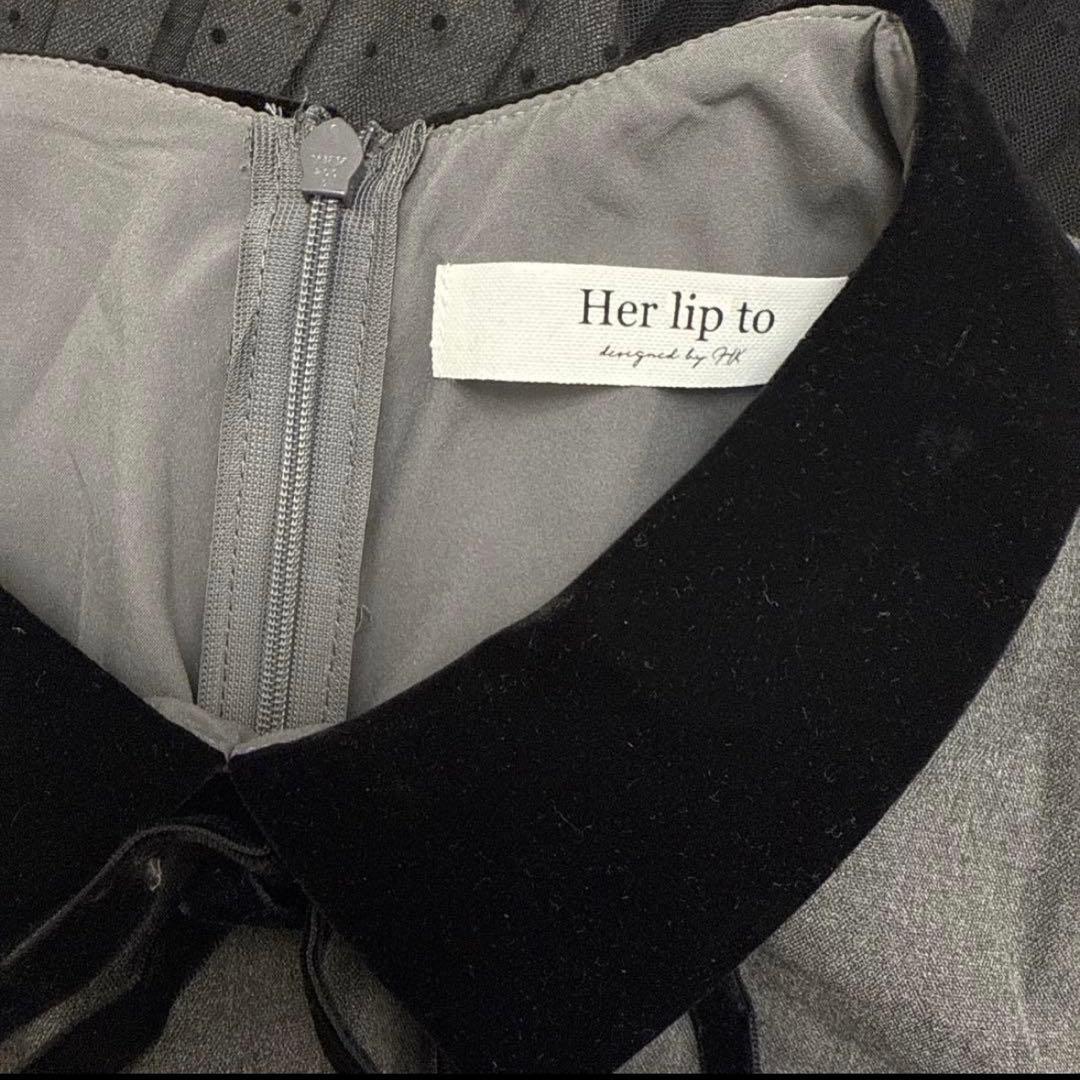 Her lip to
designed by HK